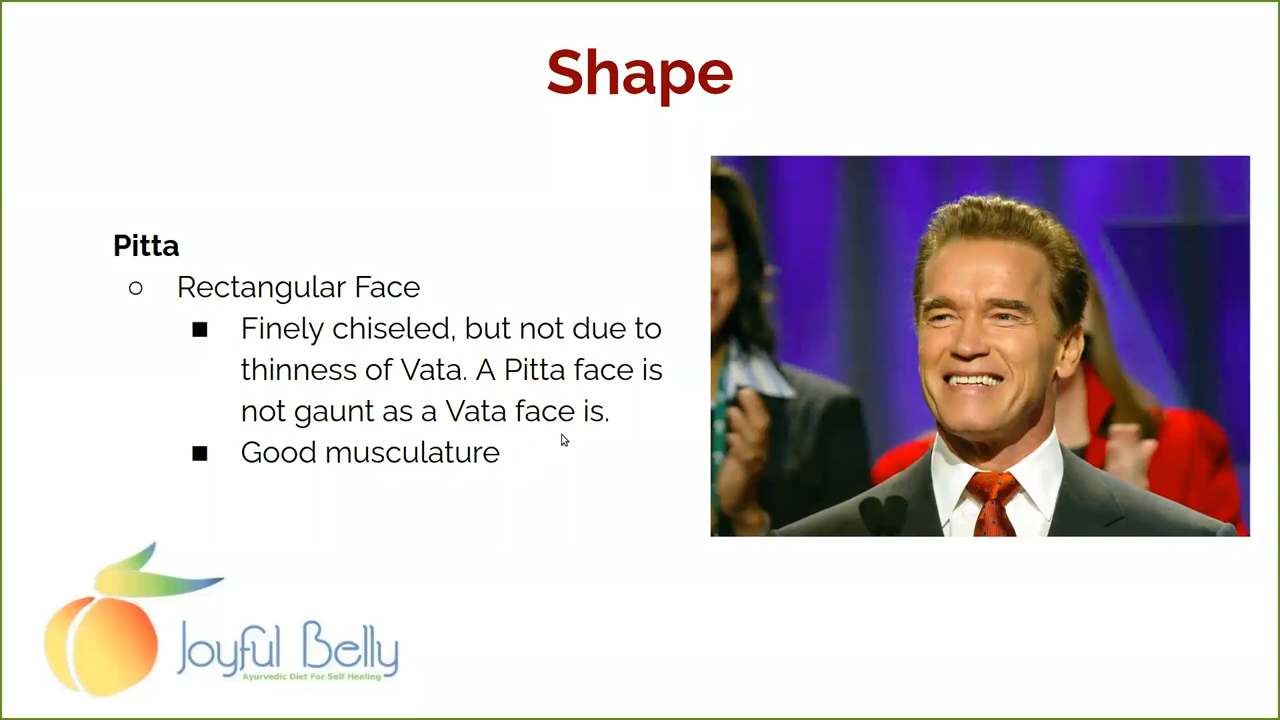 Shape
Pitta
Rectangular Face
Finely chiseled, but not due to
thinness of Vata. A Pitta face is
not gaunt as a Vata face is.
Good musculature
Joyful Belly
Ayurvedic Diet For Self Healing